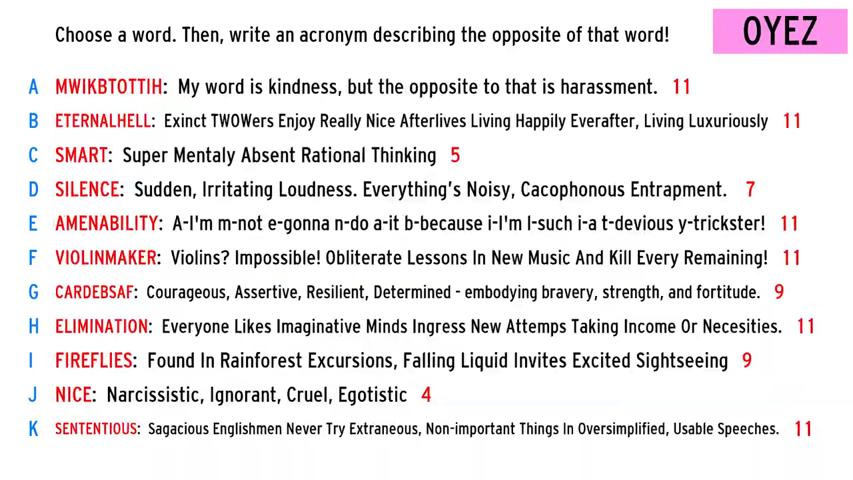 Choose a word. Then, write an acronym describing the opposite of that word!
OYEZ
A MWIKBTOTTIH: My word is kindness, but the opposite to that is harassment. 11
B ETERNALHELL: Exinct TWOWers Enjoy Really Nice Afterlives Living Happily Everafter, Living Luxuriously 11
C SMART: Super Mentaly Absent Rational Thinking 5
D SILENCE: Sudden, Irritating Loudness. Everything's Noisy, Cacophonous Entrapment. 7
E AMENABILITY: A-I'm m-not e-gonna n-do a-it b-because i-I'm l-such i-a t-devious y-trickster! 11
F VIOLINMAKER: Violins? Impossible! Obliterate Lessons In New Music And Kill Every Remaining! 11
G CARDEBSAF: Courageous, Assertive, Resilient, Determined - embodying bravery, strength, and fortitude. 9
H ELIMINATION: Everyone Likes Imaginative Minds Ingress New Attemps Taking Income Or Necesities. 11
I FIREFLIES: Found In Rainforest Excursions, Falling Liquid Invites Excited Sightseeing 9
J NICE: Narcissistic, Ignorant, Cruel, Egotistic 4
K SENTENTIOUS: Sagacious Englishmen Never Try Extraneous, Non-important Things In Oversimplified, Usable Speeches. 11